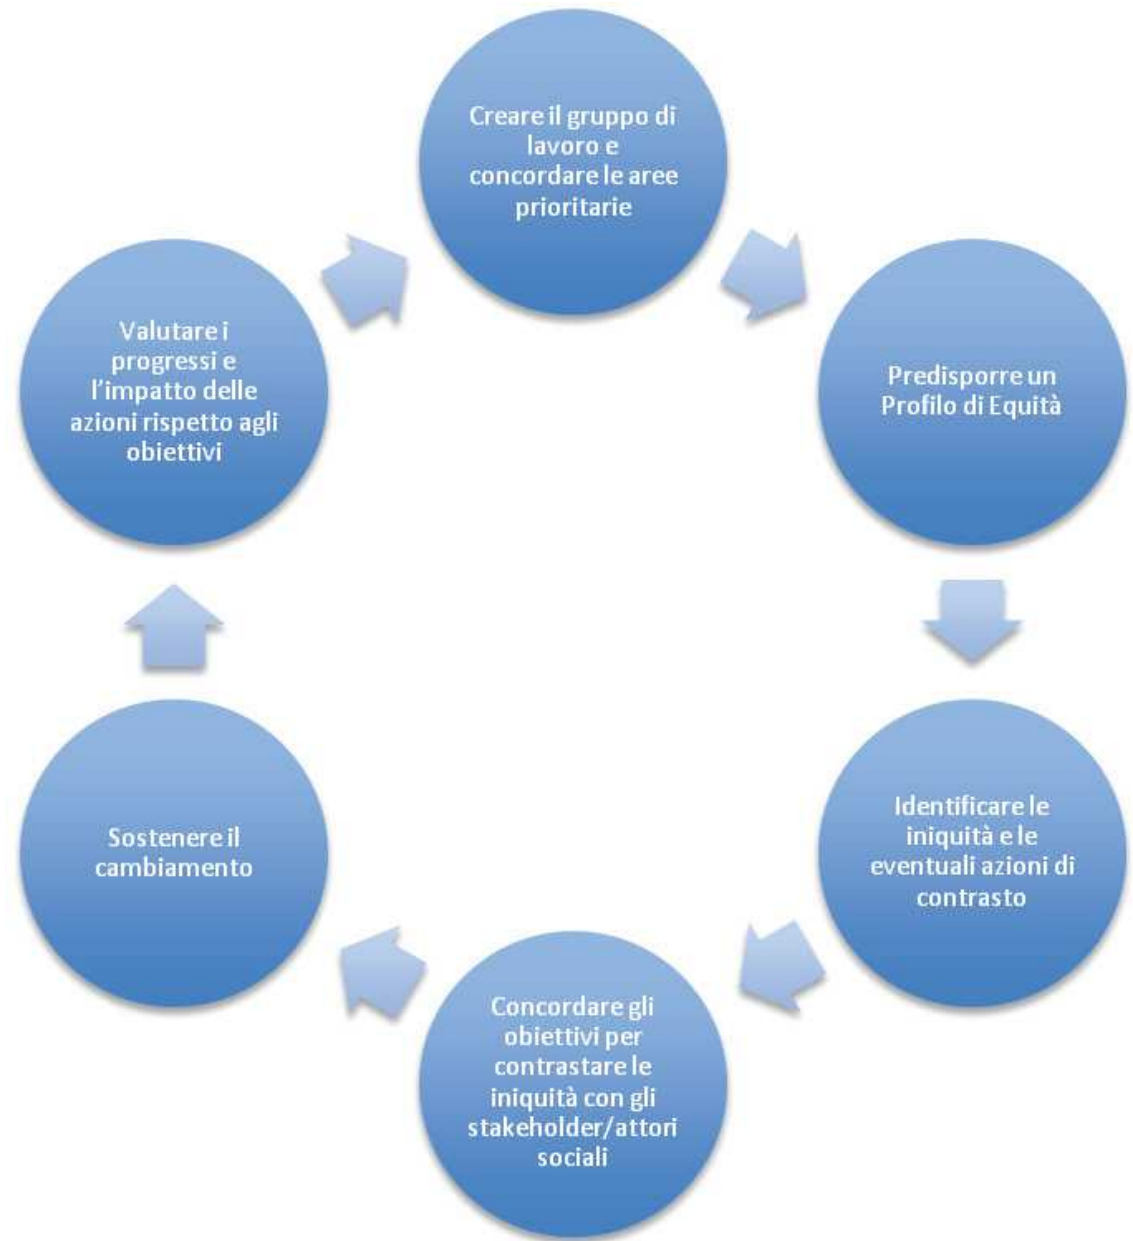 Creare il gruppo di
lavoro e
concordare le aree
prioritarie
Predisporre un
Profilo di Equità
Identificare le
iniquità e le
eventuali azioni di
contrasto
Concordare gli
obiettivi per
contrastare le
iniquità con gli
stakeholder/attori
sociali
Sostenere il
cambiamento
Valutare i
progressi e
l'impatto delle
azioni rispetto agli
obiettivi